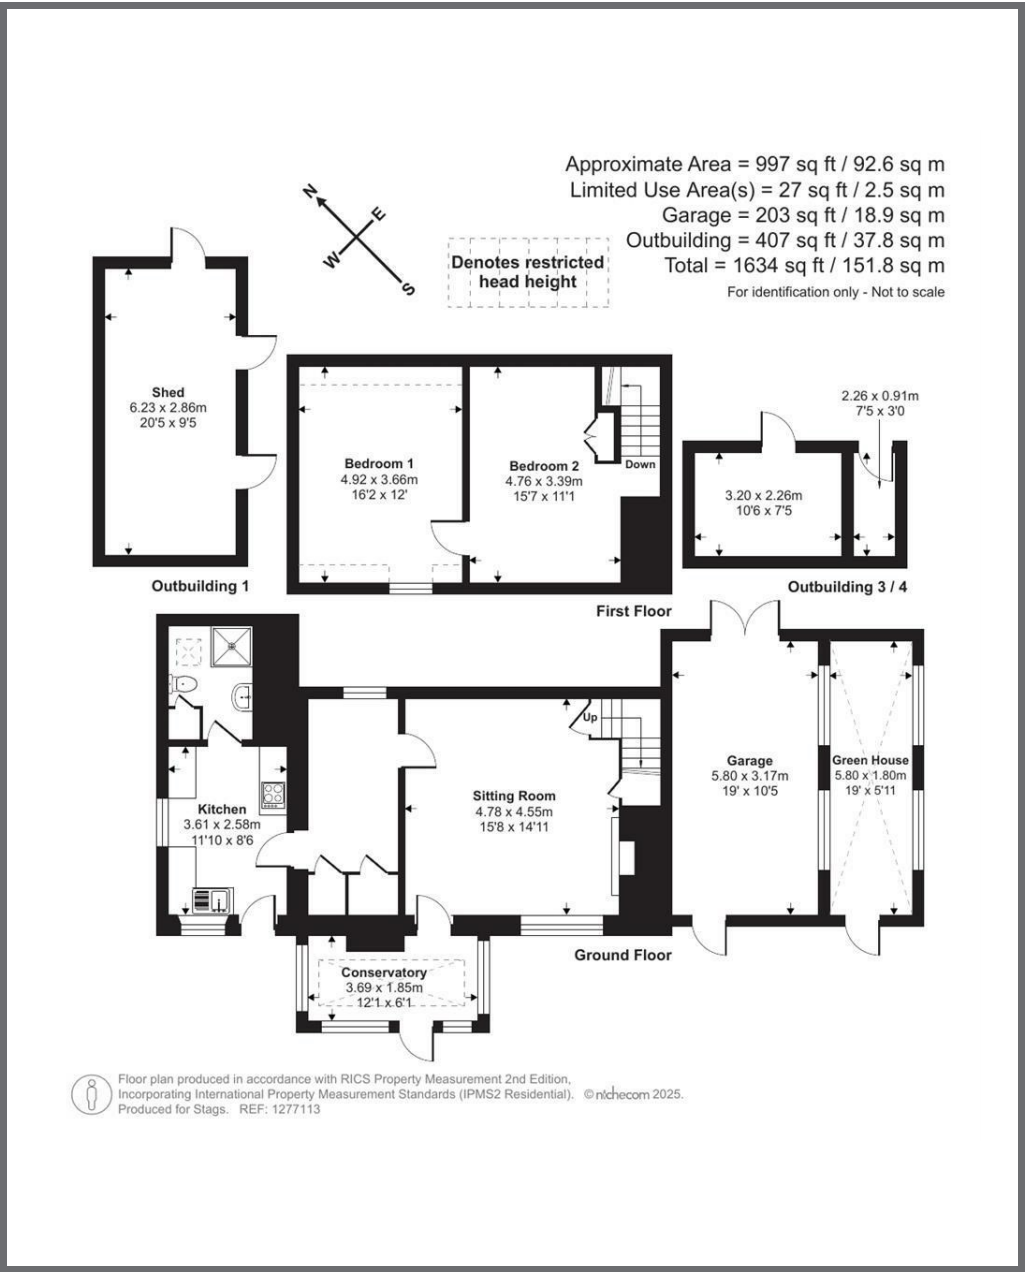 Approximate Area = 997 sq ft / 92.6 sq m
Limited Use Area(s) = 27 sq ft / 2.5 sq m
Garage = 203 sq ft / 18.9 sq m
Outbuilding = 407 sq ft / 37.8 sq m
Total = 1634 sq ft / 151.8 sq m
For identification only - Not to scale
N
E
W
S
Denotes restricted
head height
Shed
6.23 x 2.86m
20'5 x 9'5
Outbuilding 1
Bedroom 1
4.92 x 3.66m
16'2 x 12'
Bedroom 2
4.76 x 3.39m
15'7 x 11'1
Down
First Floor
2.26 x 0.91m
7'5 x 3'0
3.20 x 2.26m
10'6 x 7'5
Outbuilding 3 / 4
Kitchen
3.61 x 2.58m
11'10 x 8'6
Up
Sitting Room
4.78 x 4.55m
15'8 x 14'11
Garage
5.80 x 3.17m
19' x 10'5
Green House
5.80 x 1.80m
19' x 5'11
Ground Floor
Conservatory
3.69 x 1.85m
12'1 x 6'1
Floor plan produced in accordance with RICS Property Measurement 2nd Edition,
Incorporating International Property Measurement Standards (IPMS2 Residential). © nichecom 2025.
Produced for Stags. REF: 1277113